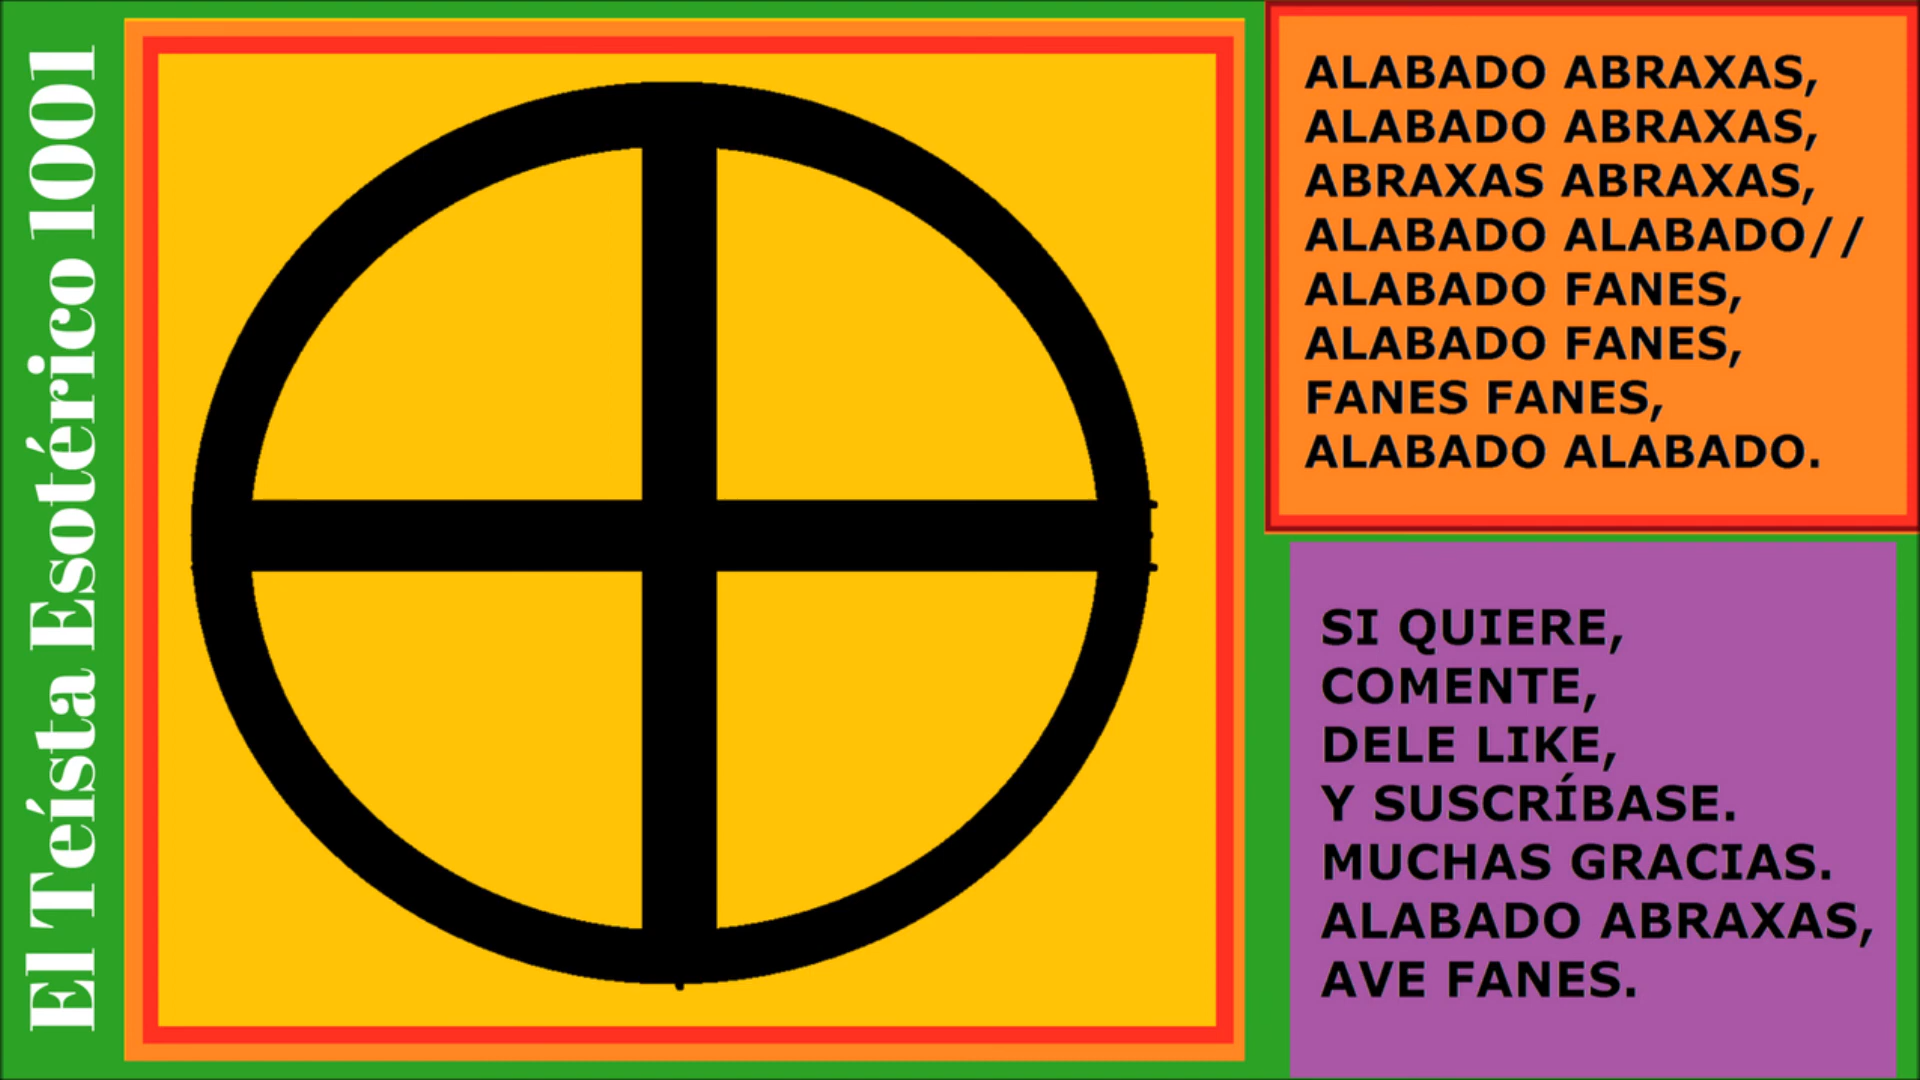 El Teísta Esotérico 1001
ALABADO ABRAXAS,
ALABADO ABRAXAS,
ABRAXAS ABRAXAS,
ALABADO ALABADO//
ALABADO FANES,
ALABADO FANES,
FANES FANES,
ALABADO ALABADO.
SI QUIERE,
COMENTE,
DELE LIKE,
Y SUSCRÍBASE.
MUCHAS GRACIAS.
ALABADO ABRAXAS,
AVE FANES.